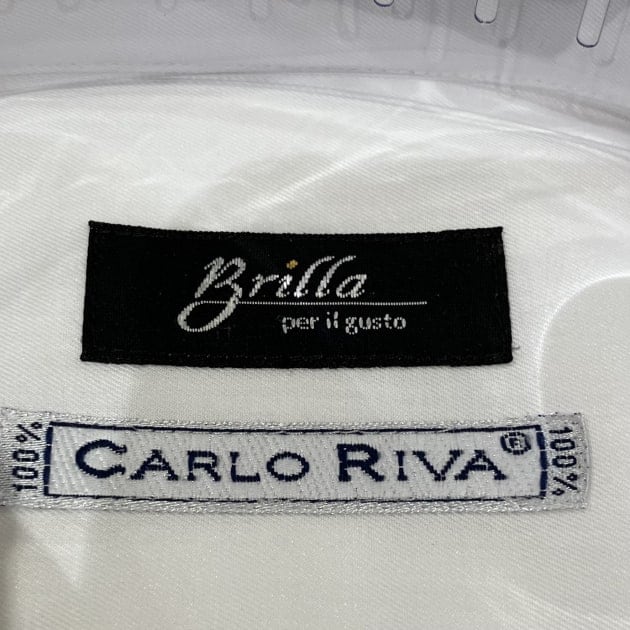 Brilla
per il gusto
100% CARLO RIVA® 100%